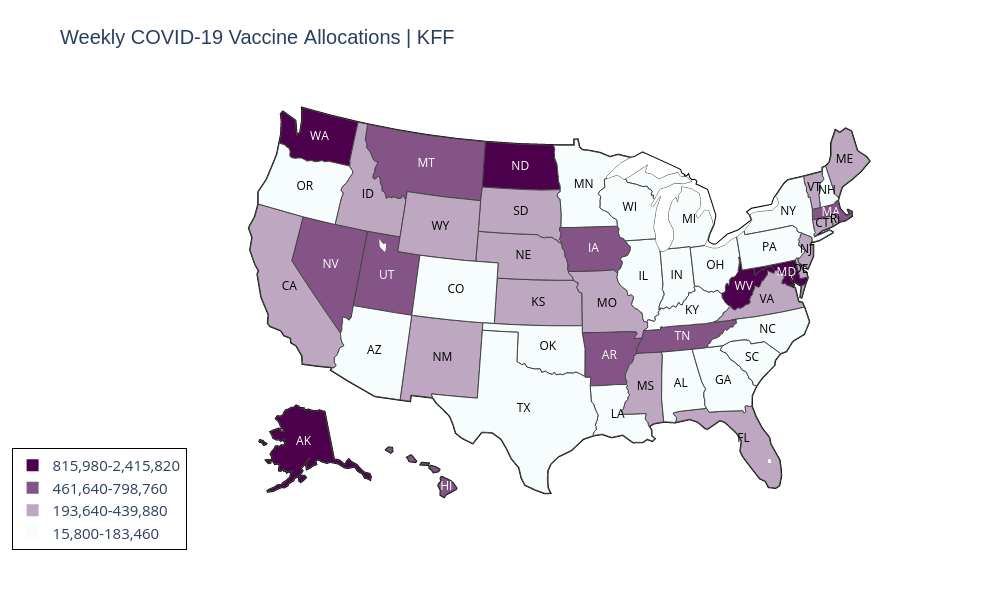 Weekly COVID-19 Vaccine Allocations | KFF
WA
MT
ND
MN
ME
OR
ID
SD
WI
MI
VT
NH
NY
MA
CT
RI
WY
NE
IA
PA
NJ
NV
UT
CO
KS
MO
IL
IN
OH
WV
MD
DE
CA
VA
KY
NC
AZ
NM
OK
AR
TN
SC
TX
LA
MS
AL
GA
FL
AK
HI
815,980-2,415,820
461,640-798,760
193,640-439,880
15,800-183,460